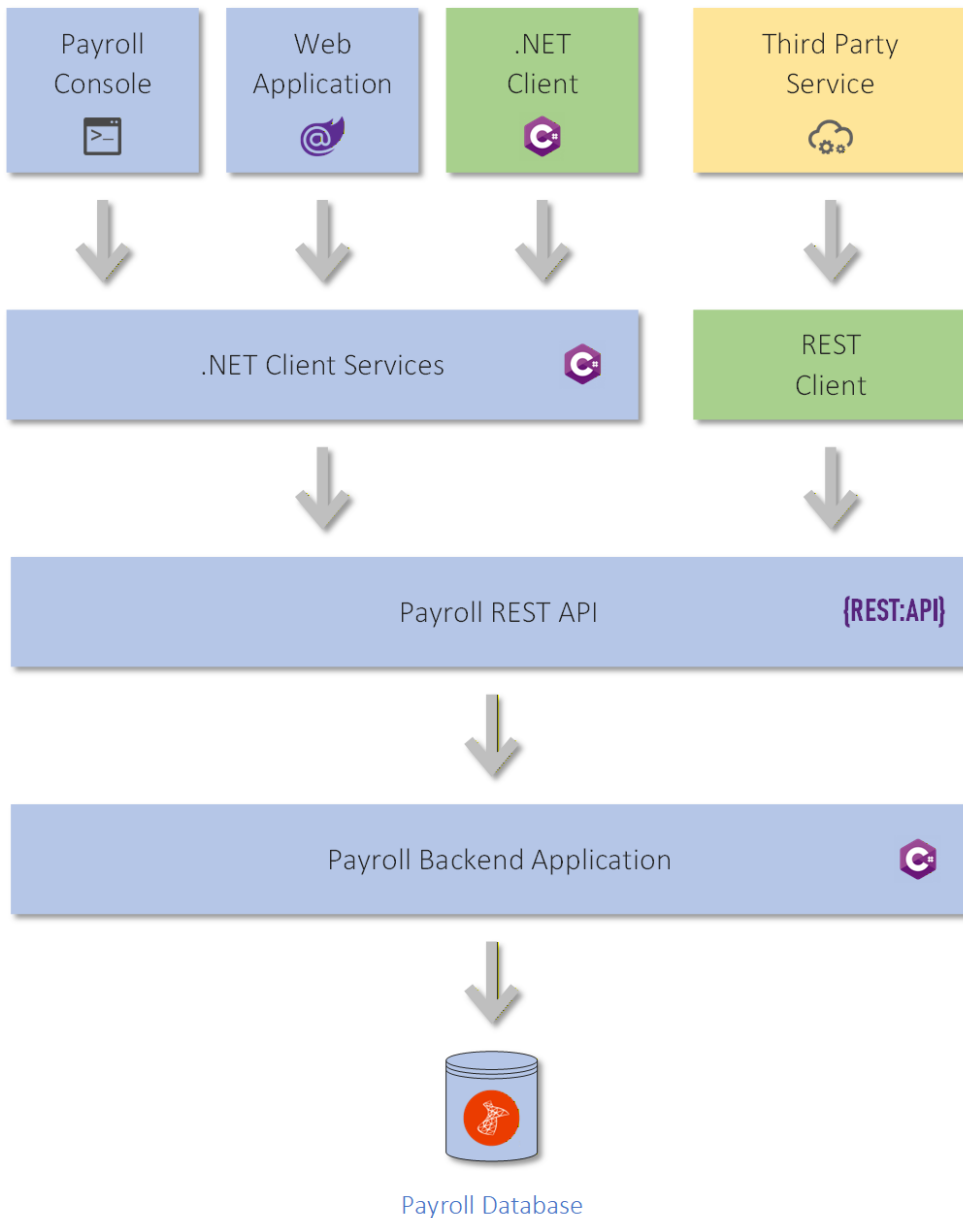 Payroll
Console
>_
Web
Application
@
.NET
Client
C#
Third Party
Service
.NET Client Services
C#
REST
Client
Payroll REST API
{REST:API}
Payroll Backend Application
C#
Payroll Database